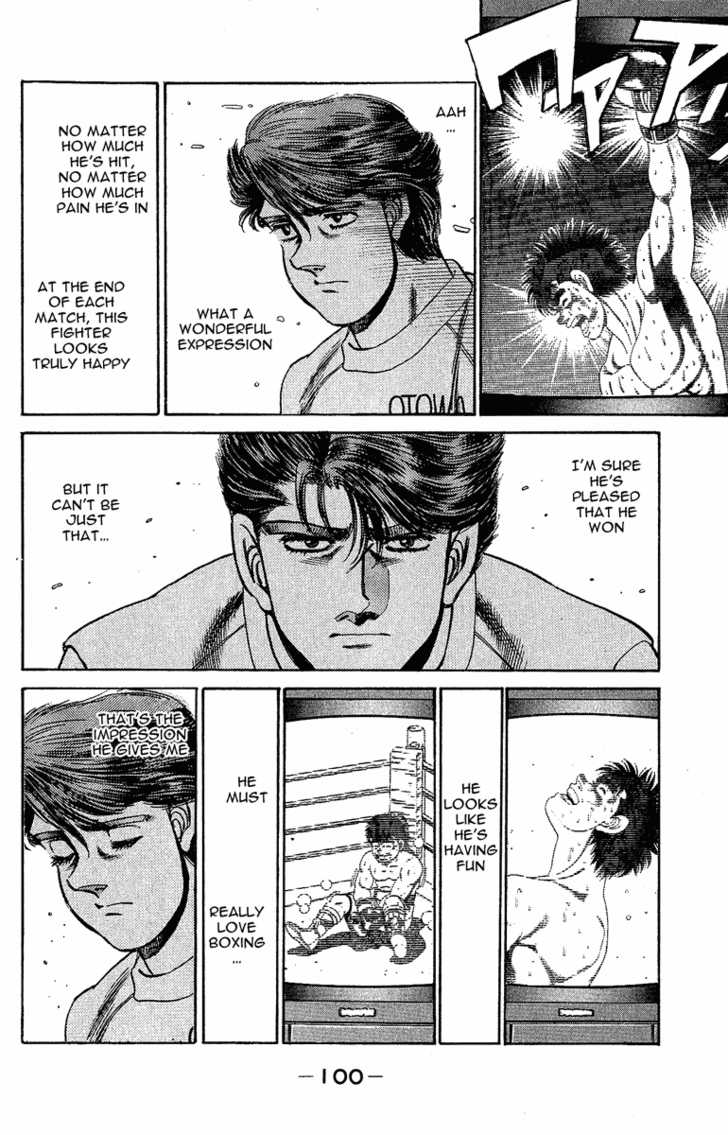 ワァァ
AAH
...
WHAT A
WONDERFUL
EXPRESSION
OTOWA
NO MATTER
HOW MUCH
HE'S HIT,
NO MATTER
HOW MUCH
PAIN HE'S IN
AT THE END
OF EACH
MATCH, THIS
FIGHTER
LOOKS
TRULY HAPPY
I'M SURE
HE'S
PLEASED
THAT HE
WON
BUT IT
CAN'T BE
JUST
THAT...
HE
LOOKS
LIKE
HE'S
HAVING
FUN
HE
MUST
REALLY
LOVE
BOXING
...
THAT'S THE
IMPRESSION
HE GIVES ME
—100—